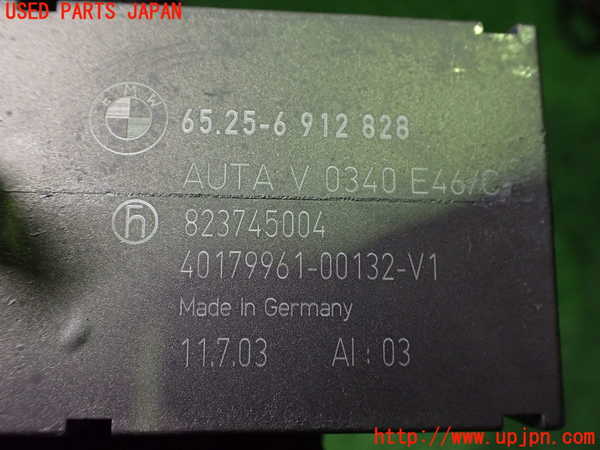 USED PARTS JAPAN
BMW
65.25-6 912 828
AUTA V 0340 E46/C
h
823745004
40179961-00132-V1
Made in Germany
11.7.03 AI: 03
http://www.upjpn.com/